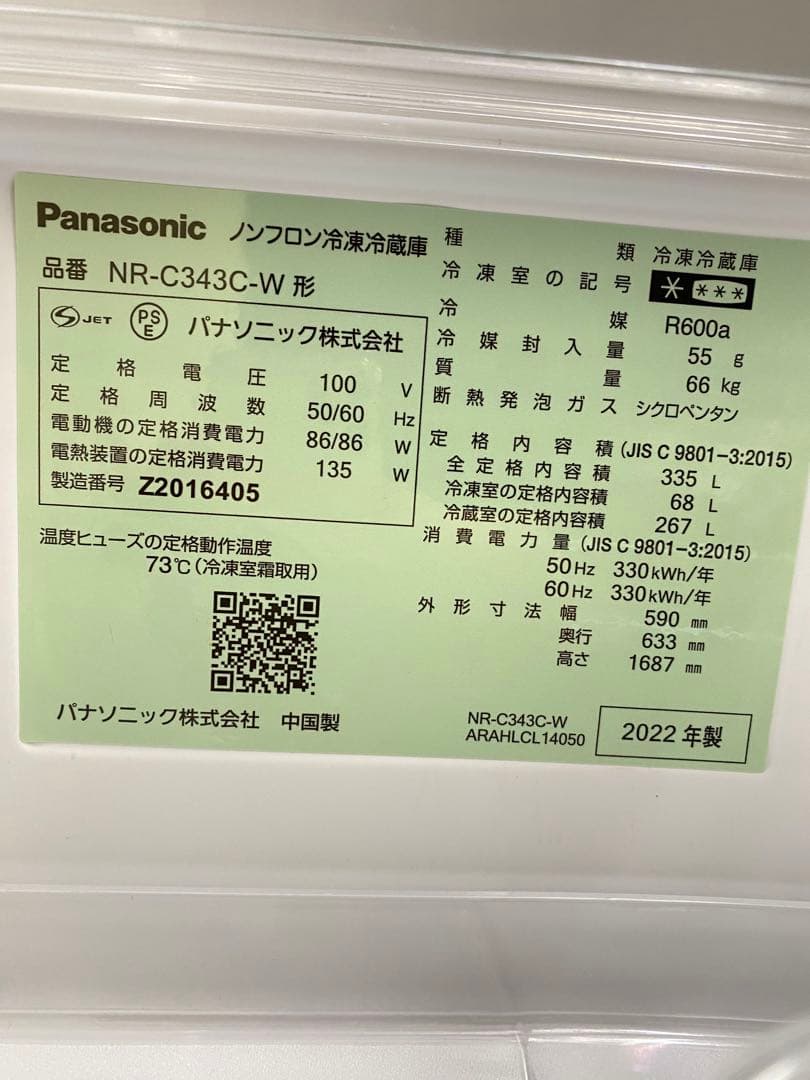 Panasonic ノンフロン冷凍冷蔵庫
品番 NR-C343C-W 形
S JET PSE パナソニック株式会社
定格電圧 100 V
定格周波数 50/60 Hz
電動機の定格消費電力 86/86 W
電熱装置の定格消費電力 135 W
製造番号 Z2016405
温度ヒューズの定格動作温度
73℃(冷凍室霜取用)
パナソニック株式会社 中国製
種類 冷凍冷蔵庫
冷凍室の記号 * ***
冷媒 R600a
冷媒封入量 55 g
質量 66 kg
断熱発泡ガス シクロペンタン
定格内容積 (JIS C 9801-3:2015)
全定格内容積 335 L
冷凍室の定格内容積 68 L
冷蔵室の定格内容積 267 L
消費電力量 (JIS C 9801-3:2015)
50Hz 330kWh/年
60Hz 330kWh/年
外形寸法幅 590 mm
奥行 633 mm
高さ 1687 mm
NR-C343C-W
ARAHLCL14050
2022年製